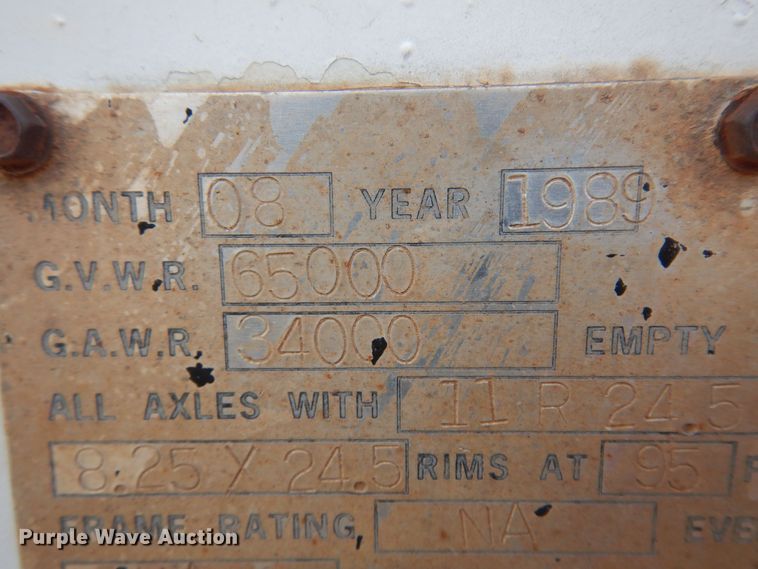 MONTH 08 YEAR 1989
G.V.W.R. 65000
G.A.W.R. 34000 EMPTY
ALL AXLES WITH 11 R 24.5
8.25 X 24.5 RIMS AT 95
FRAME RATING, NA
Purple Wave Auction